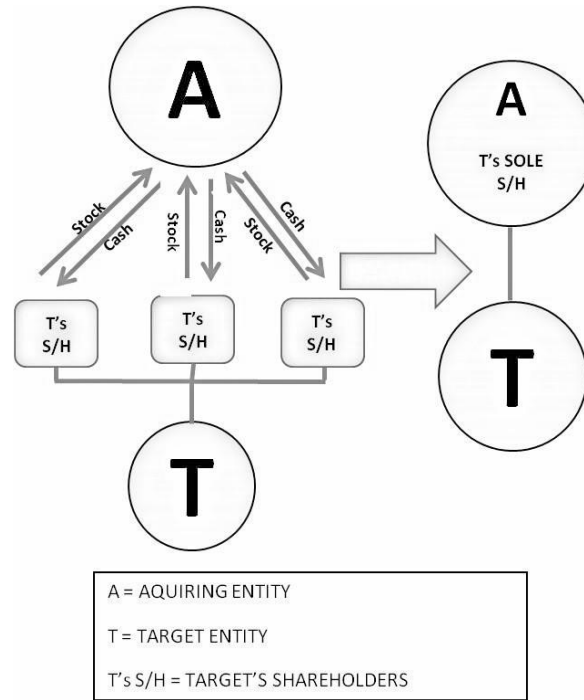 A
A
T's SOLE
S/H
Stock
Cash
Stock
Cash
Cash
Stock
T's
S/H
T's
S/H
T's
S/H
T
T
A = AQUIRING ENTITY
T = TARGET ENTITY
T's S/H = TARGET'S SHAREHOLDERS